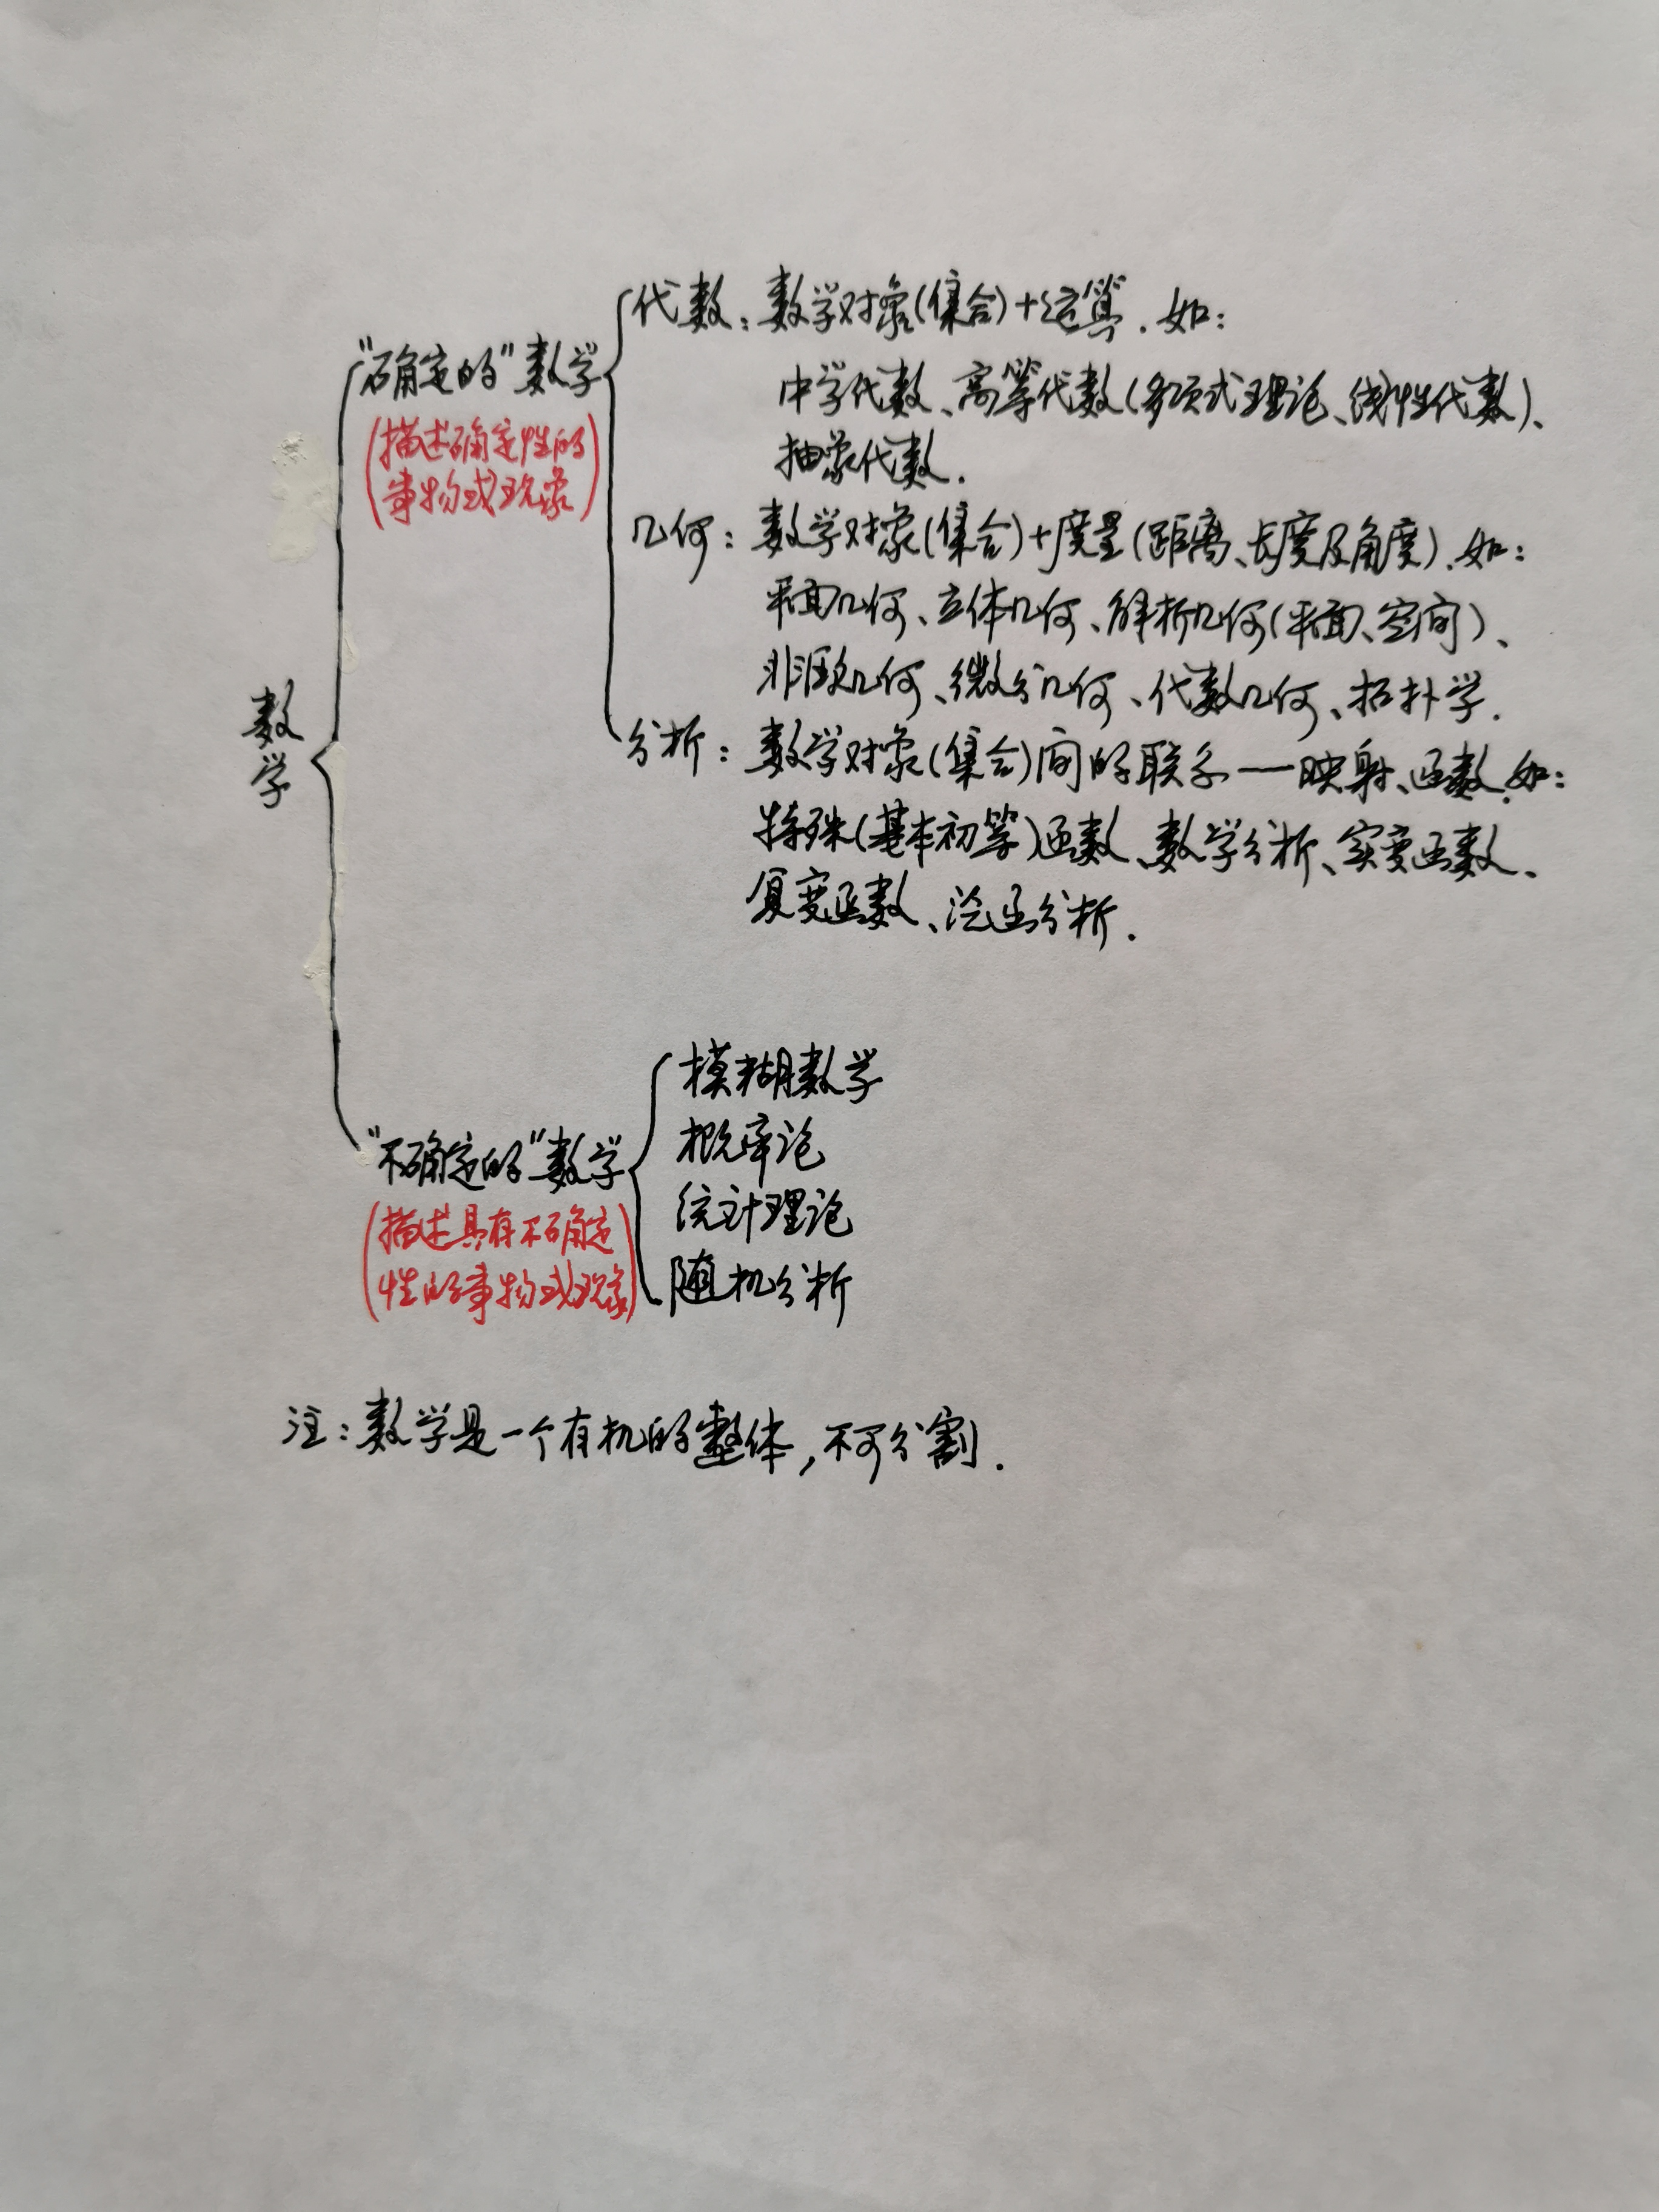 数学
"确定的"数学
(描述确定性的
事物或现象)
代数：数学对象(集合)+运算．如：
中学代数、高等代数(多项式理论、线性代数)、
抽象代数．
几何：数学对象(集合)+度量(距离、长度及角度)．如：
平面几何、立体几何、解析几何(平面、空间)、
非欧几何、微分几何、代数几何、拓扑学．
分析：数学对象(集合)间的联系——映射、函数．如：
特殊(基本初等)函数、数学分析、实变函数、
复变函数、泛函分析．
"不确定的"数学
(描述具有不确定
性的事物或现象)
模糊数学
概率论
统计理论
随机分析
注：数学是一个有机的整体，不可分割．